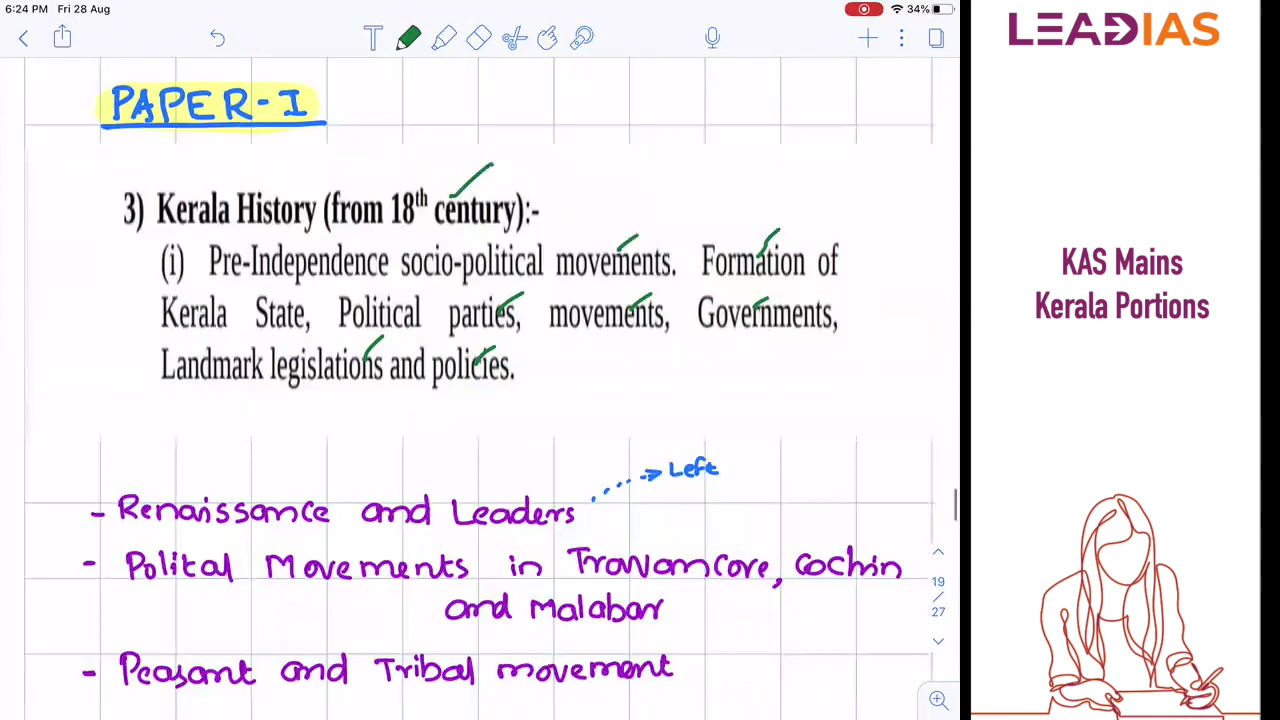 6:24 PM Fri 28 Aug
34%
LEADIAS
PAPER-I
3) Kerala History (from 18th century):-
(i) Pre-Independence socio-political movements. Formation of
Kerala State, Political parties, movements, Governments,
Landmark legislations and policies.
KAS Mains
Kerala Portions
Left
- Renaissance and Leaders
- Polital Movements in Travancore, Cochin
and Malabar
- Peasant and Tribal movement
19
/
27